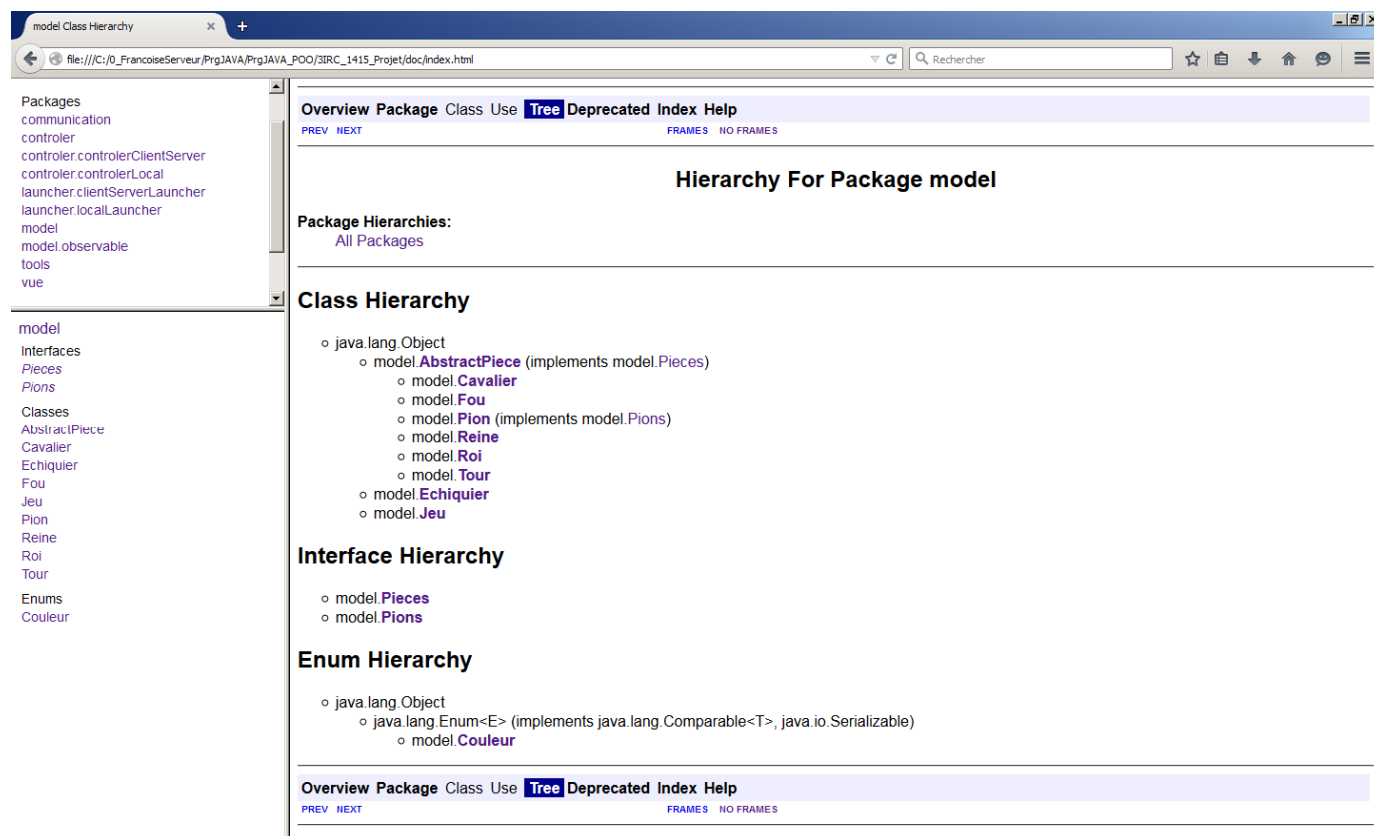 model Class Hierarchy
file:///C:/0_FrancoiseServeur/PrgJAVA/PrgJAVA_POO/3IRC_1415_Projet/doc/index.html
Rechercher
Packages
communication
controler
controler.controlerClientServer
controler.controlerLocal
launcher.clientServerLauncher
launcher.localLauncher
model
model.observable
tools
vue
model
Interfaces
Pieces
Pions
Classes
AbstractPiece
Cavalier
Echiquier
Fou
Jeu
Pion
Reine
Roi
Tour
Enums
Couleur
Overview Package Class Use Tree Deprecated Index Help
PREV NEXT FRAMES NO FRAMES
Hierarchy For Package model
Package Hierarchies:
All Packages
Class Hierarchy
java.lang.Object
model.AbstractPiece (implements model.Pieces)
model.Cavalier
model.Fou
model.Pion (implements model.Pions)
model.Reine
model.Roi
model.Tour
model.Echiquier
model.Jeu
Interface Hierarchy
model.Pieces
model.Pions
Enum Hierarchy
java.lang.Object
java.lang.Enum<E> (implements java.lang.Comparable<T>, java.io.Serializable)
model.Couleur
Overview Package Class Use Tree Deprecated Index Help
PREV NEXT FRAMES NO FRAMES